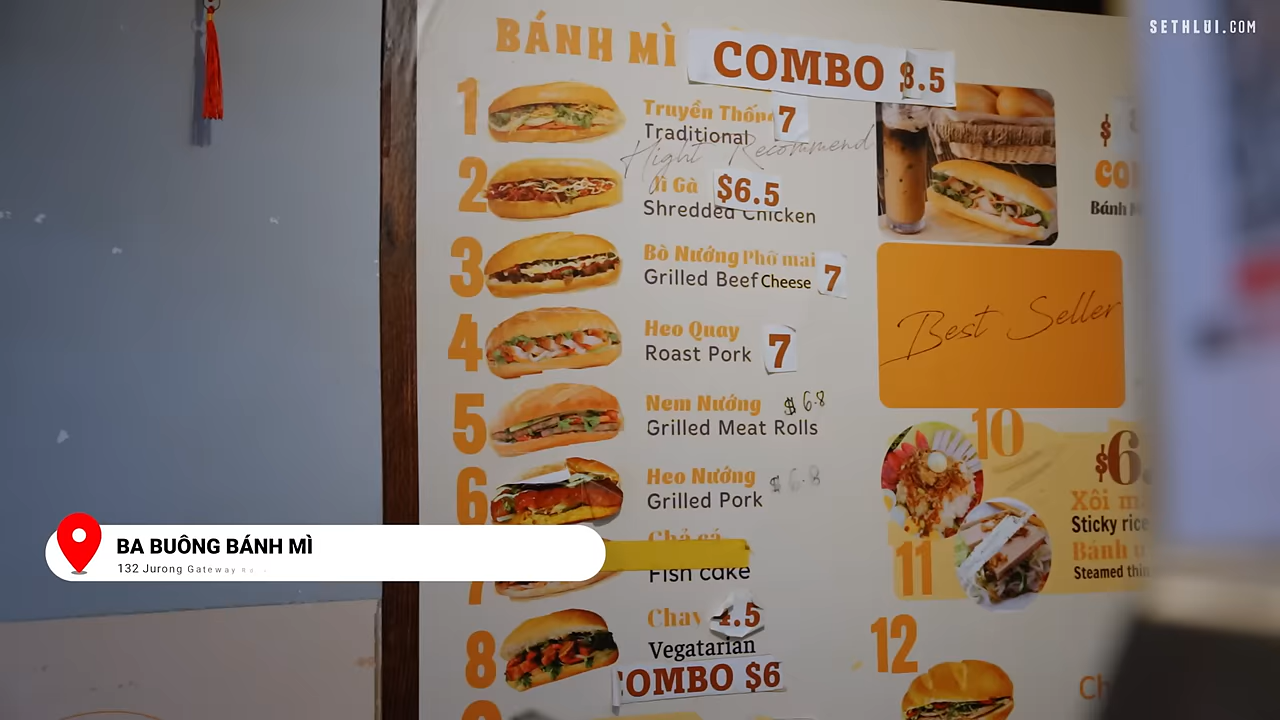 SETHLUI.COM
BÁNH MÌ
COMBO 8.5
1
Truyền Thống 7
Traditional
Hight Recommend
2
Gà $6.5
Shredded Chicken
3
Bò Nướng Phô mai
Grilled Beef Cheese 7
4
Heo Quay
Roast Pork 7
5
Nem Nướng $6.8
Grilled Meat Rolls
6
Heo Nướng $6.8
Grilled Pork
7
Chả cá
Fish cake
8
Chay 4.5
Vegatarian
COMBO $6
$
Bánh
Best Seller
10
$6.
Xôi
Sticky rice
11
Bánh
Steamed
12
BA BUÔNG BÁNH MÌ
132 Jurong Gateway